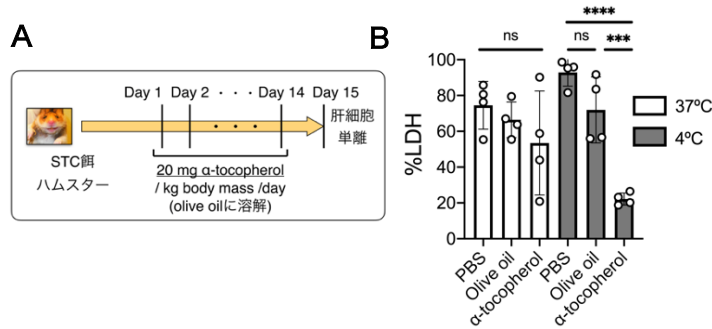 A
Day 1 Day 2 ・・・ Day 14 Day 15
肝細胞
単離
STC餌
ハムスター
20 mg α-tocopherol
/ kg body mass /day
(olive oilに溶解)
B
****
ns
ns
***
%LDH
100
80
60
40
20
0
PBS
Olive oil
α-tocopherol
PBS
Olive oil
α-tocopherol
37ºC
4ºC